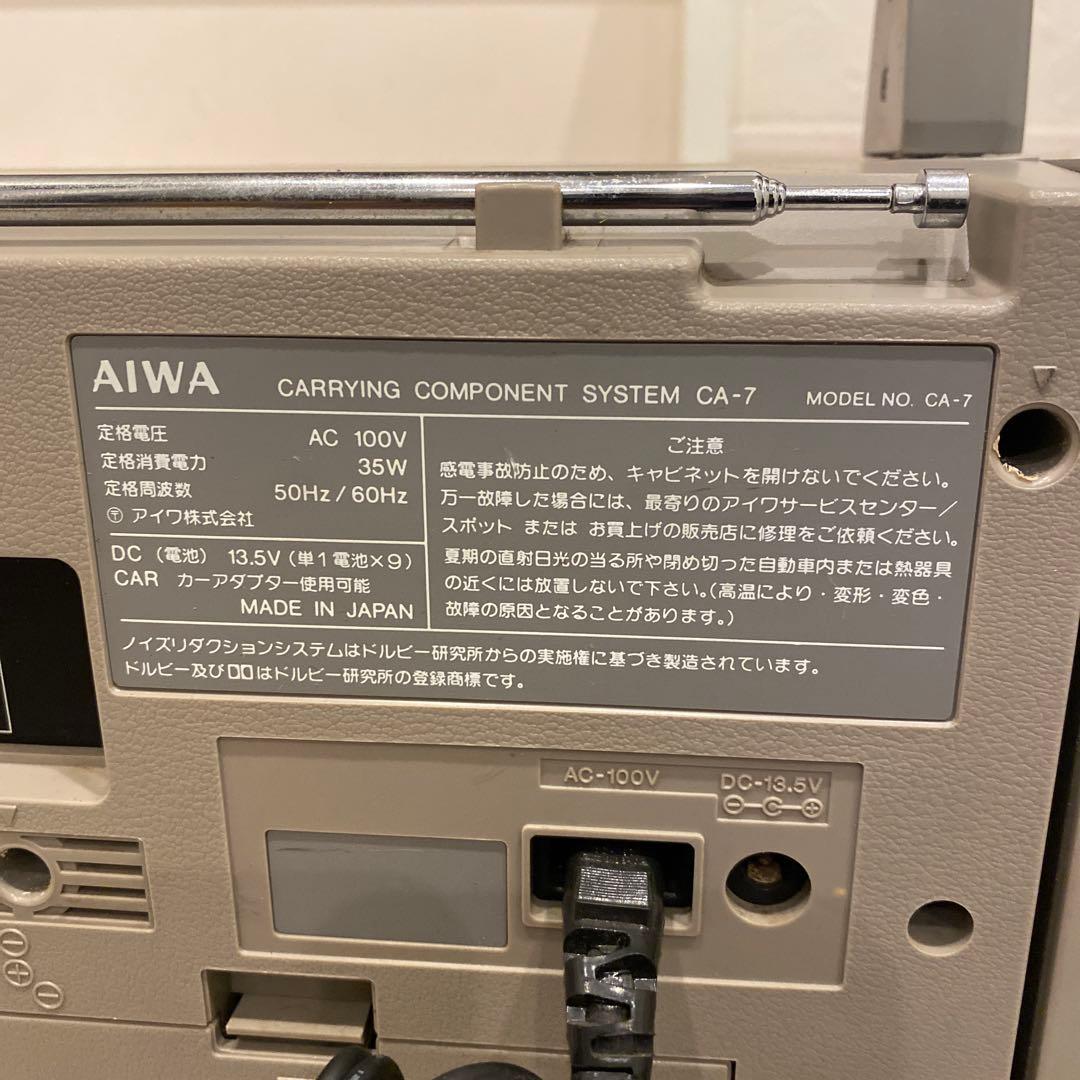 AIWA CARRYING COMPONENT SYSTEM CA-7 MODEL NO. CA-7
定格電圧 AC 100V
定格消費電力 35W
定格周波数 50Hz/60Hz
〶 アイワ株式会社
DC (電池) 13.5V (単1電池×9)
CAR カーアダプター使用可能
MADE IN JAPAN
ご注意
感電事故防止のため、キャビネットを開けないでください。
万一故障した場合には、最寄りのアイワサービスセンター/
スポット または お買上げの販売店に修理をご依頼ください。
夏期の直射日光の当る所や閉め切った自動車内または熱器具
の近くには放置しないで下さい。(高温により・変形・変色・
故障の原因となることがあります。)
ノイズリダクションシステムはドルビー研究所からの実施権に基づき製造されています。
ドルビー及びDDはドルビー研究所の登録商標です。
AC-100V
DC-13.5V
⊖ C ⊕
⊖
⊕
⊖